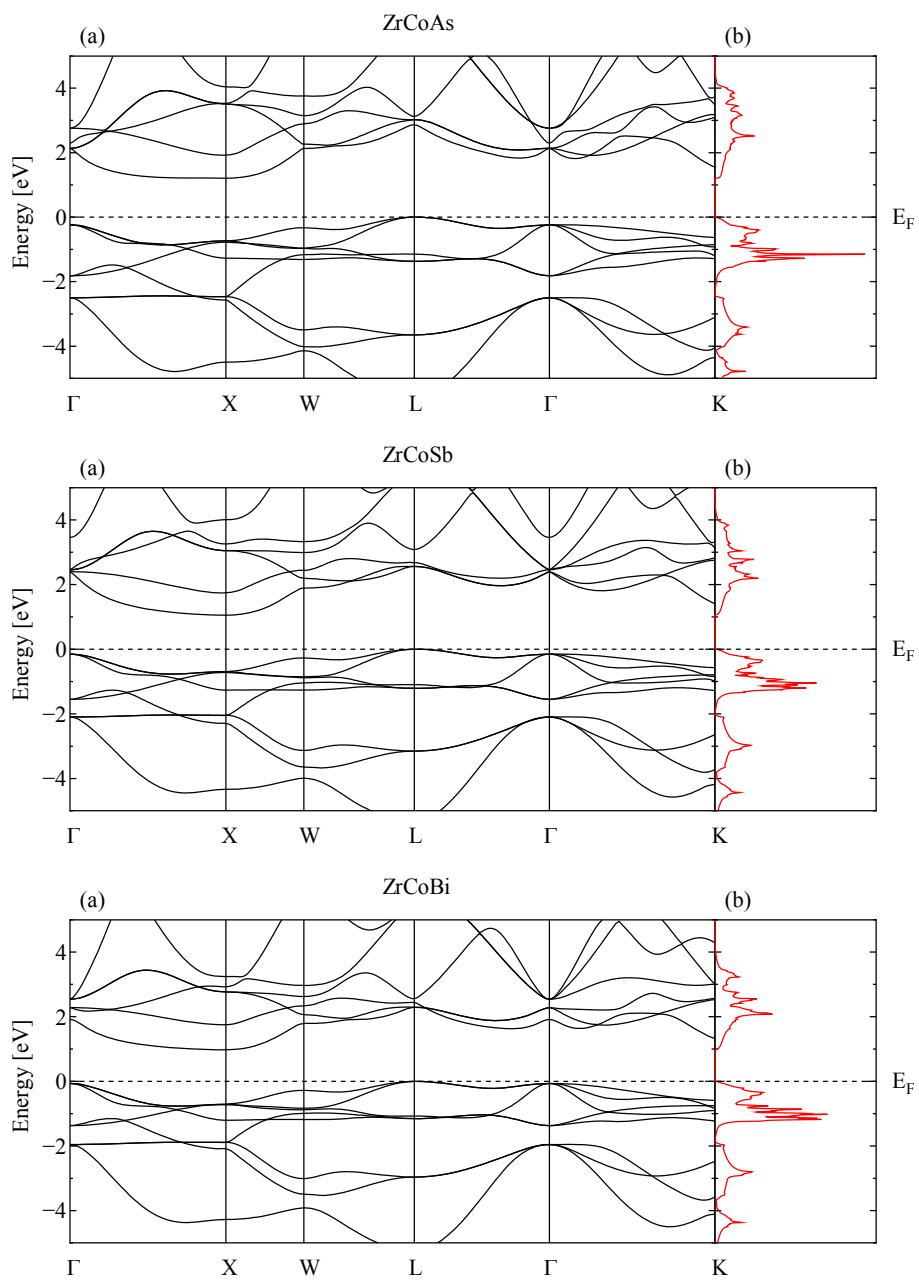 ZrCoAs
(a) (b)
Energy [eV]
4
2
0
−2
−4
E_F
Γ X W L Γ K
ZrCoSb
(a) (b)
Energy [eV]
4
2
0
−2
−4
E_F
Γ X W L Γ K
ZrCoBi
(a) (b)
Energy [eV]
4
2
0
−2
−4
E_F
Γ X W L Γ K